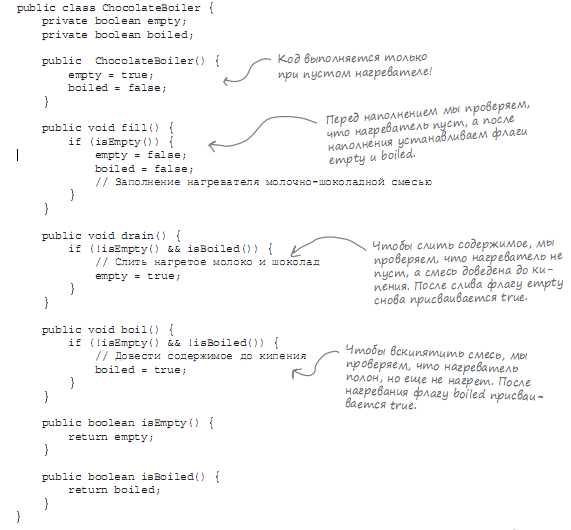 public class ChocolateBoiler {
    private boolean empty;
    private boolean boiled;

    public  ChocolateBoiler() {
        empty = true;
        boiled = false;
    }
Код выполняется только
при пустом нагревателе!

    public void fill() {
        if (isEmpty()) {
            empty = false;
            boiled = false;
            // Заполнение нагревателя молочно-шоколадной смесью
        }
    }
Перед наполнением мы проверяем,
что нагреватель пуст, а после
наполнения устанавливаем флаги
empty и boiled.

    public void drain() {
        if (!isEmpty() && isBoiled()) {
            // Слить нагретое молоко и шоколад
            empty = true;
        }
    }
Чтобы слить содержимое, мы
проверяем, что нагреватель не
пуст, а смесь доведена до ки-
пения. После слива флагу empty
снова присваивается true.

    public void boil() {
        if (!isEmpty() && !isBoiled()) {
            // Довести содержимое до кипения
            boiled = true;
        }
    }
Чтобы вскипятить смесь, мы
проверяем, что нагреватель
полон, но еще не нагрет. После
нагревания флагу boiled присваи-
вается true.

    public boolean isEmpty() {
        return empty;
    }

    public boolean isBoiled() {
        return boiled;
    }
}